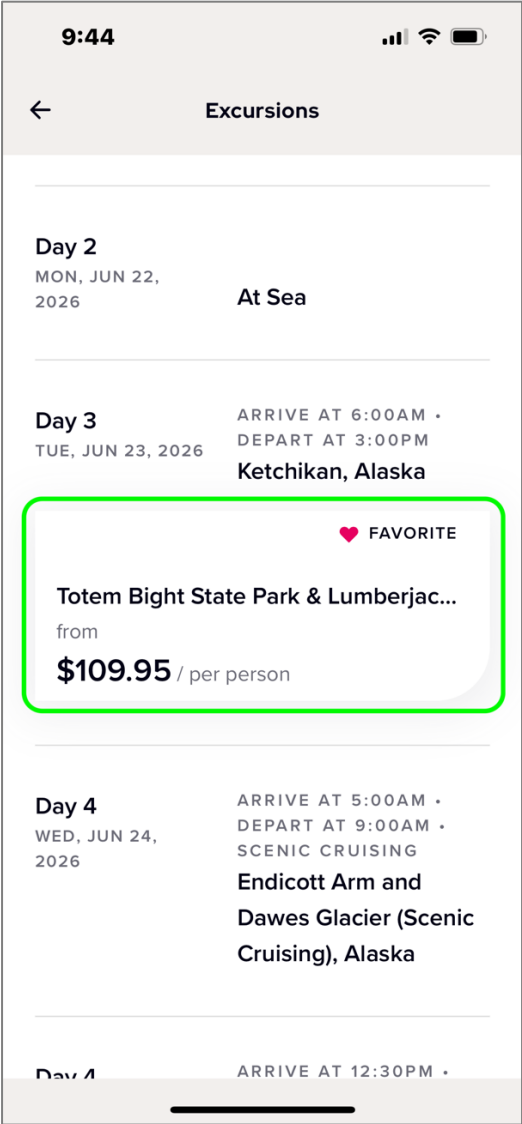 9:44
Excursions
Day 2
MON, JUN 22,
2026
At Sea
Day 3
TUE, JUN 23, 2026
ARRIVE AT 6:00AM •
DEPART AT 3:00PM
Ketchikan, Alaska
FAVORITE
Totem Bight State Park & Lumberjac...
from
$109.95 / per person
Day 4
WED, JUN 24,
2026
ARRIVE AT 5:00AM •
DEPART AT 9:00AM •
SCENIC CRUISING
Endicott Arm and
Dawes Glacier (Scenic
Cruising), Alaska
Day 4
ARRIVE AT 12:30PM •